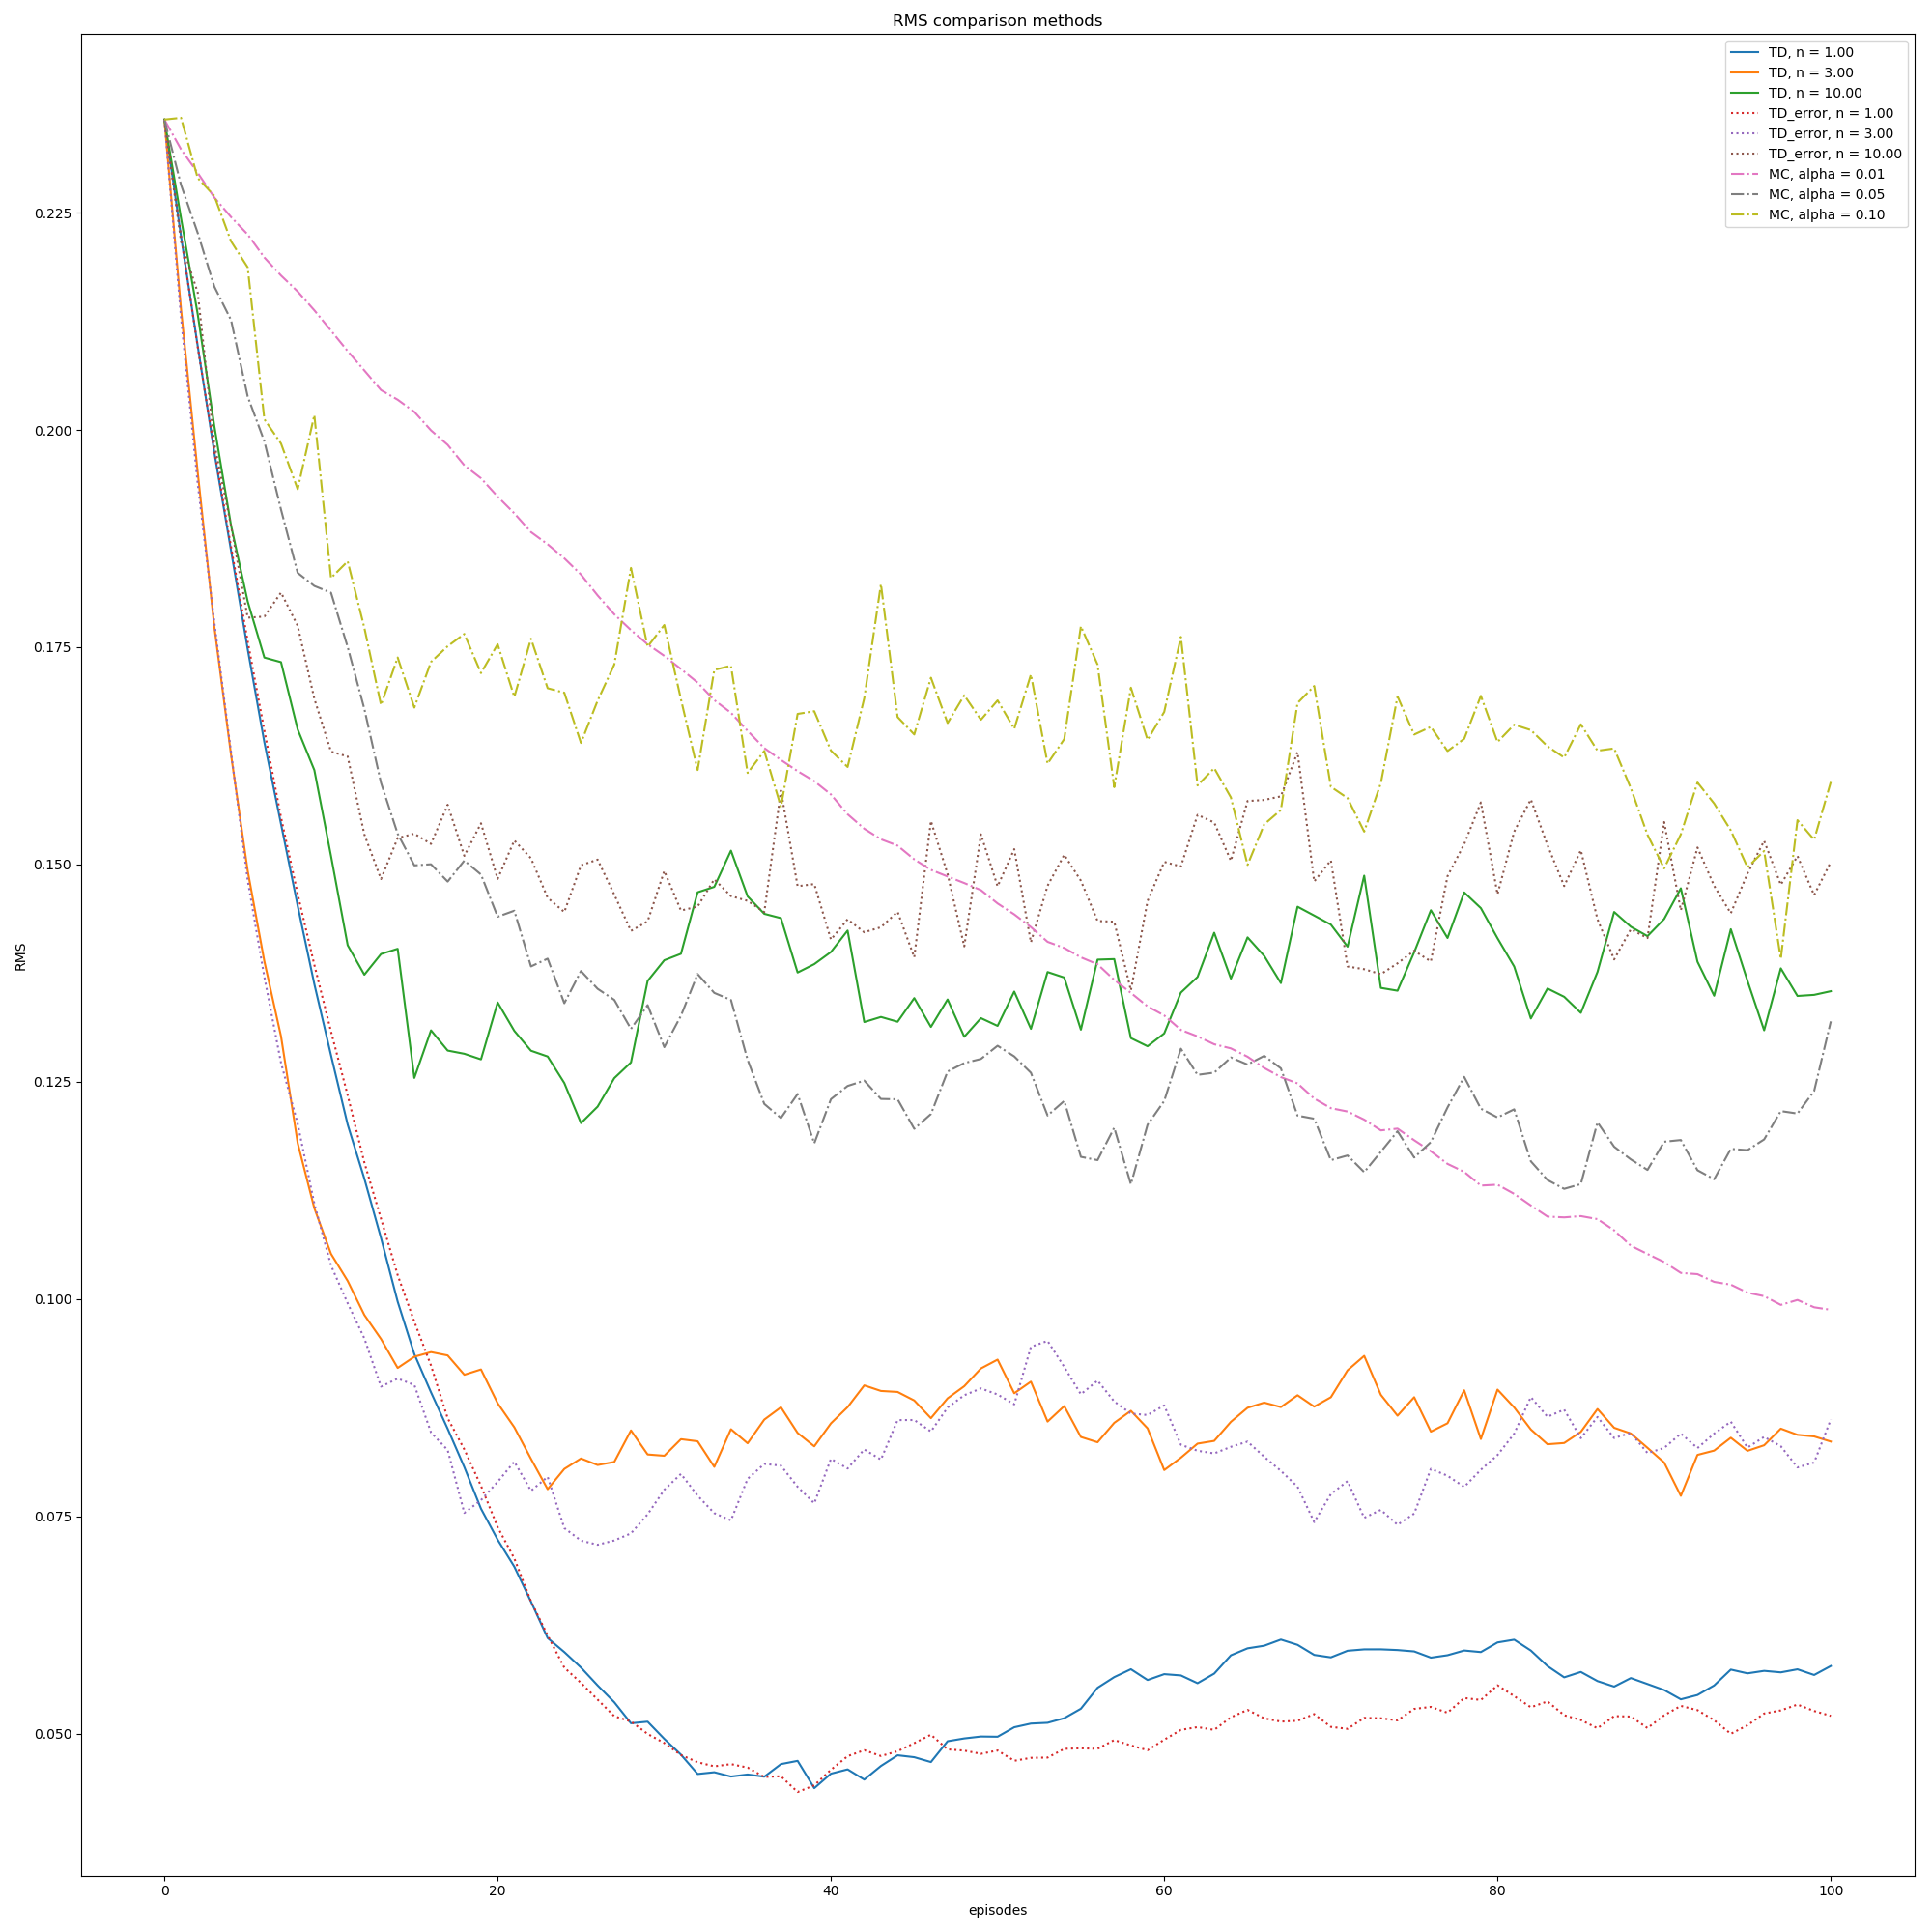 RMS comparison methods
TD, n = 1.00
TD, n = 3.00
TD, n = 10.00
TD_error, n = 1.00
TD_error, n = 3.00
TD_error, n = 10.00
MC, alpha = 0.01
MC, alpha = 0.05
MC, alpha = 0.10
0.225
0.200
0.175
0.150
0.125
0.100
0.075
0.050
RMS
0 20 40 60 80 100
episodes